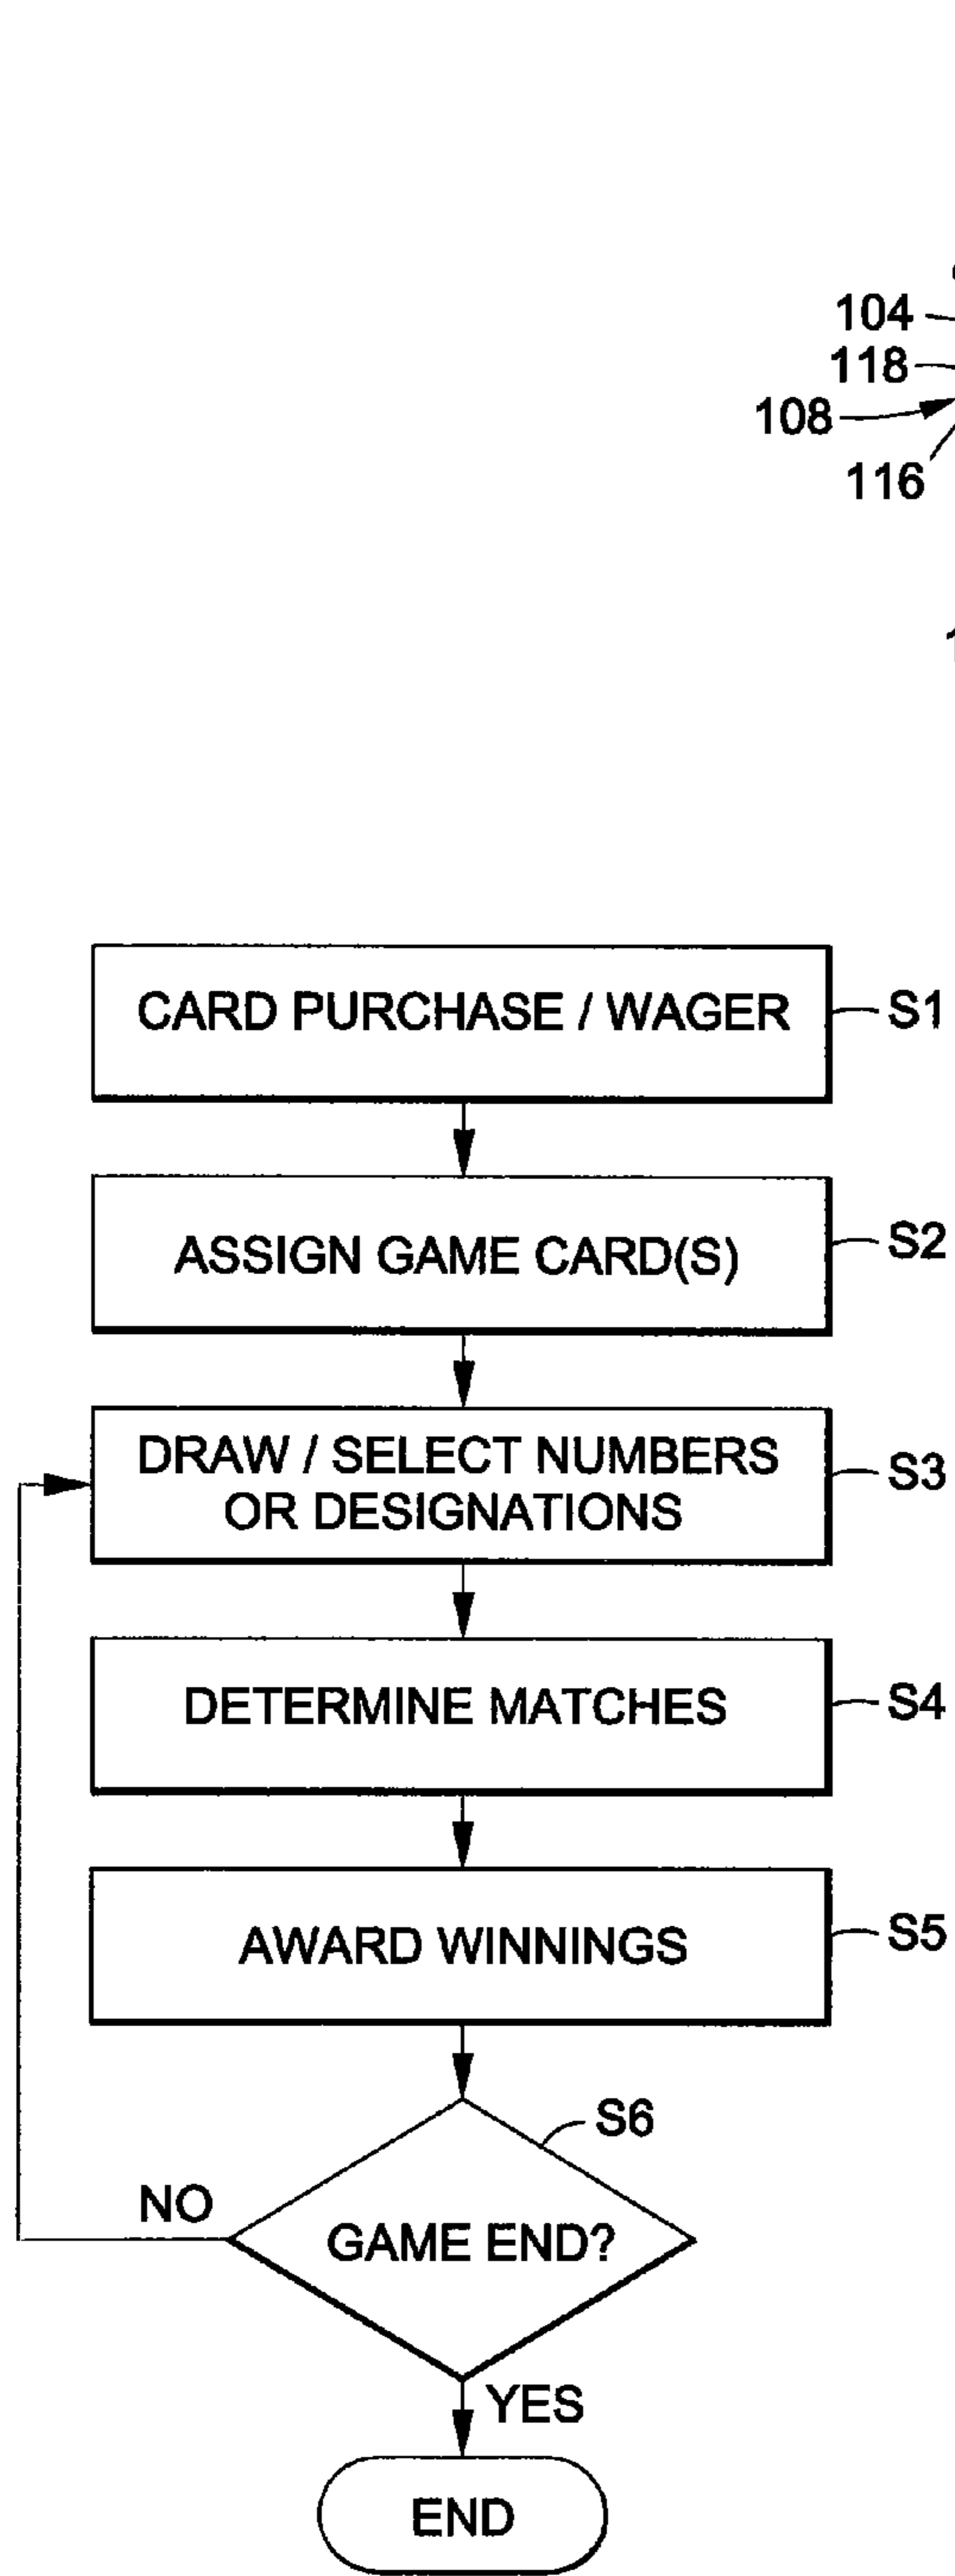 104
118
108
116
CARD PURCHASE / WAGER
S1
ASSIGN GAME CARD(S)
S2
DRAW / SELECT NUMBERS
OR DESIGNATIONS
S3
DETERMINE MATCHES
S4
AWARD WINNINGS
S5
S6
NO
GAME END?
YES
END